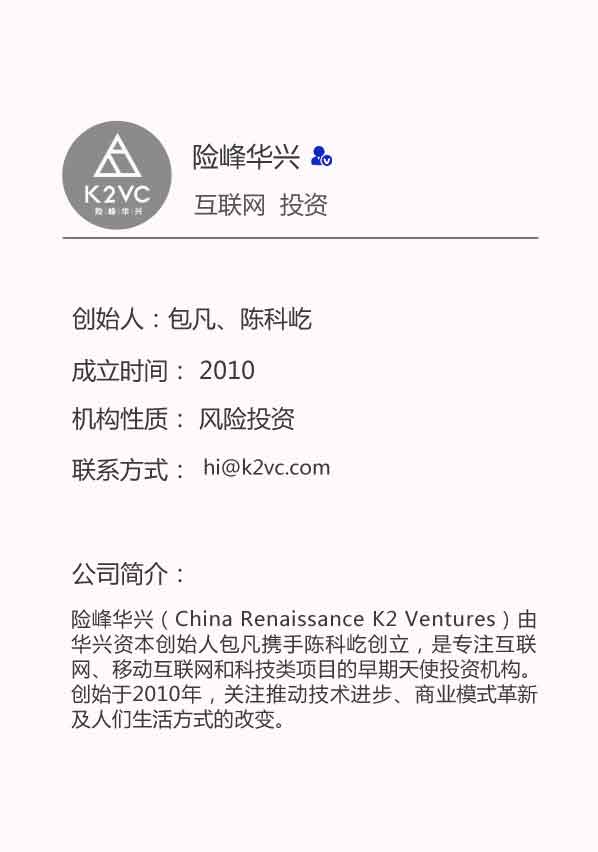 K2VC
险峰华兴
险峰华兴
互联网 投资
创始人：包凡、陈科屹
成立时间： 2010
机构性质： 风险投资
联系方式： hi@k2vc.com
公司简介：
险峰华兴（China Renaissance K2 Ventures）由
华兴资本创始人包凡携手陈科屹创立，是专注互联
网、移动互联网和科技类项目的早期天使投资机构。
创始于2010年，关注推动技术进步、商业模式革新
及人们生活方式的改变。